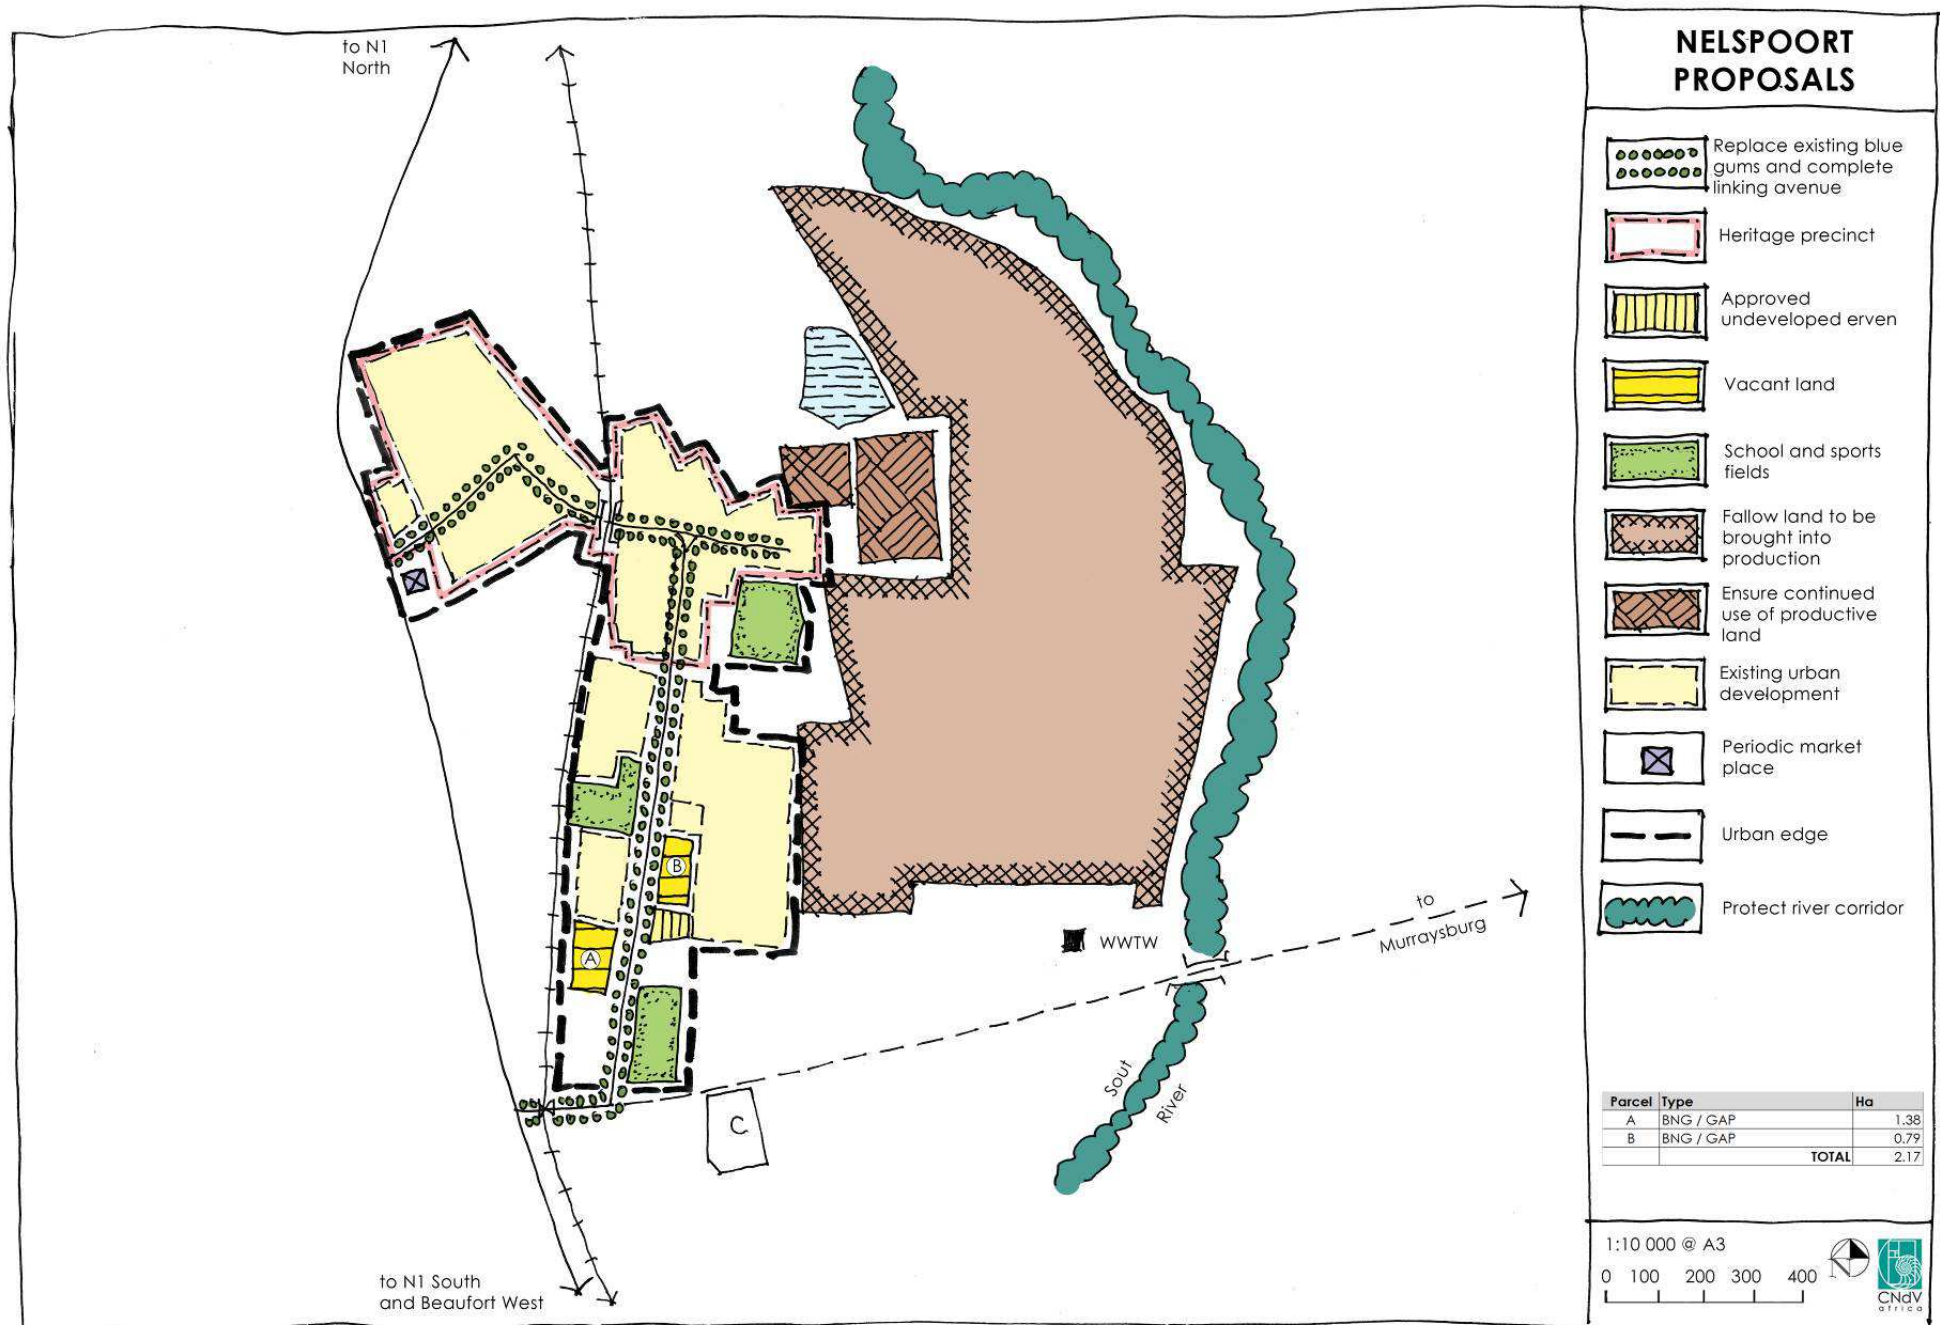 NELSPOORT
PROPOSALS
to N1
North
Replace existing blue
gums and complete
linking avenue
Heritage precinct
Approved
undeveloped erven
Vacant land
School and sports
fields
Fallow land to be
brought into
production
Ensure continued
use of productive
land
Existing urban
development
Periodic market
place
Urban edge
Protect river corridor
B
A
WWTW
to
Murraysburg
Sout
River
C
to N1 South
and Beaufort West
Parcel Type Ha
A BNG / GAP 1.38
B BNG / GAP 0.79
TOTAL 2.17
1:10 000 @ A3
0 100 200 300 400
N
CNdV
africa